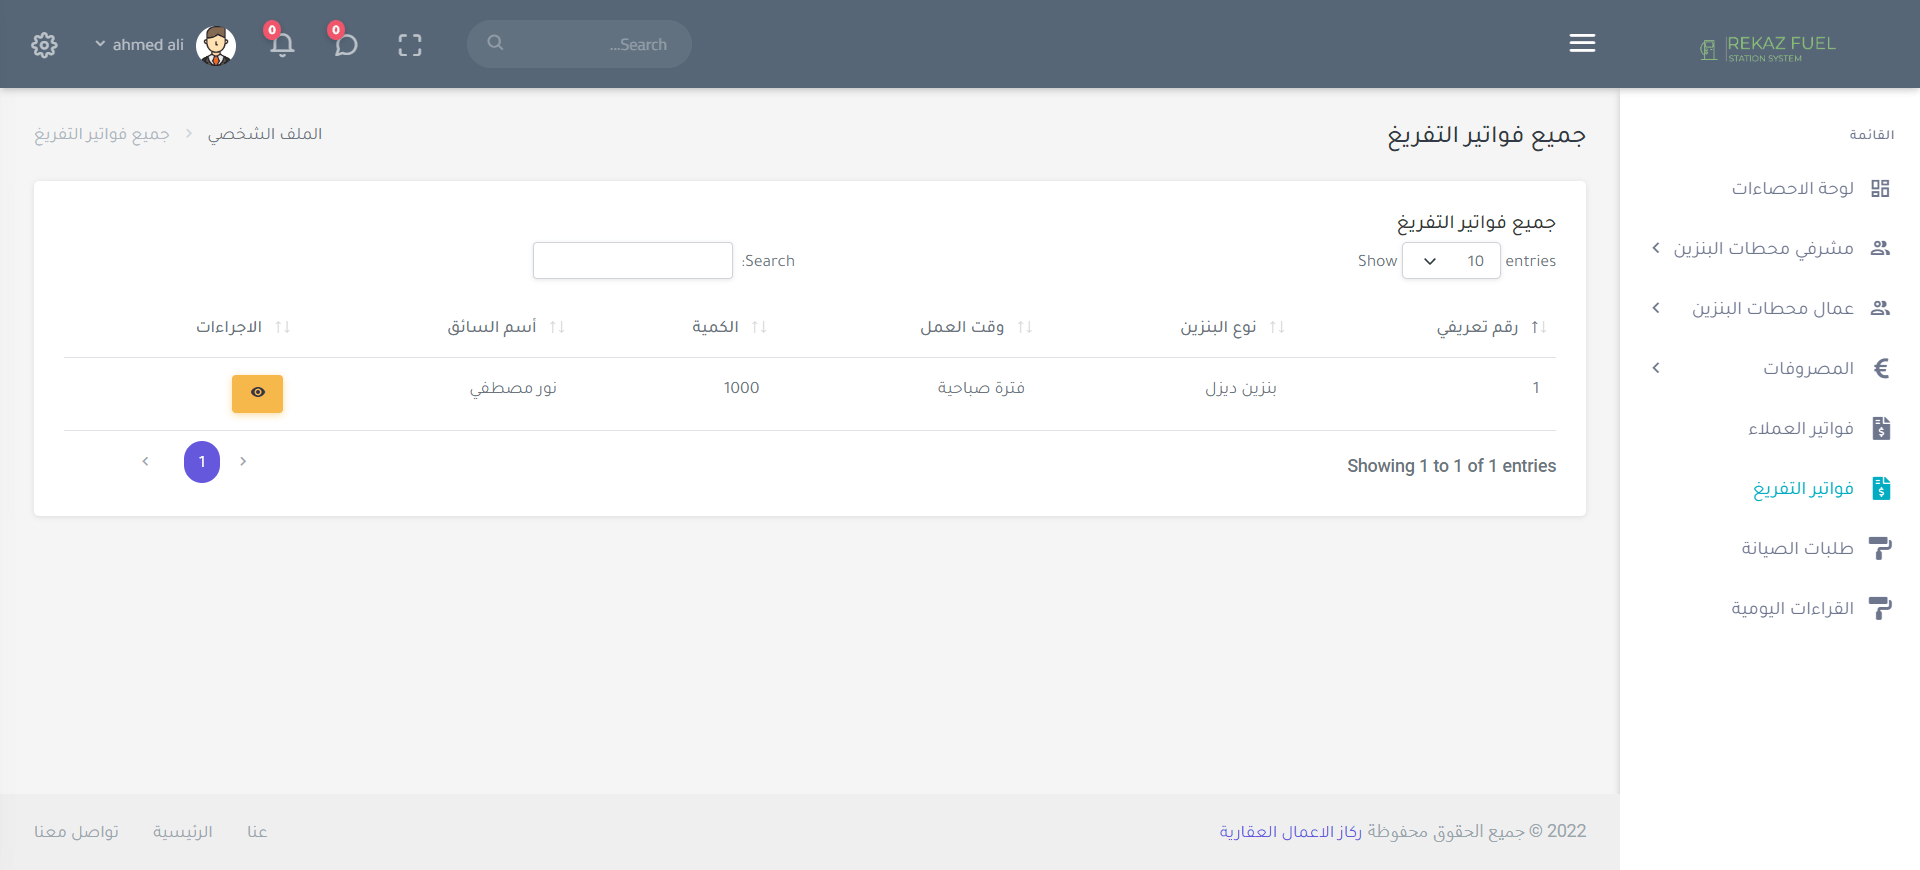 REKAZ FUEL
STATION SYSTEM
Search...
0
0
ahmed ali
القائمة
لوحة الاحصاءات
مشرفي محطات البنزين
عمال محطات البنزين
المصروفات
فواتير العملاء
فواتير التفريغ
طلبات الصيانة
القراءات اليومية
جميع فواتير التفريغ
الملف الشخصي
جميع فواتير التفريغ
جميع فواتير التفريغ
Show 10 entries
Search:
رقم تعريفي نوع البنزين وقت العمل الكمية أسم السائق الاجراءات
1 بنزين ديزل فترة صباحية 1000 نور مصطفي
Showing 1 to 1 of 1 entries
1
2022 © جميع الحقوق محفوظة ركاز الاعمال العقارية
عنا الرئيسية تواصل معنا